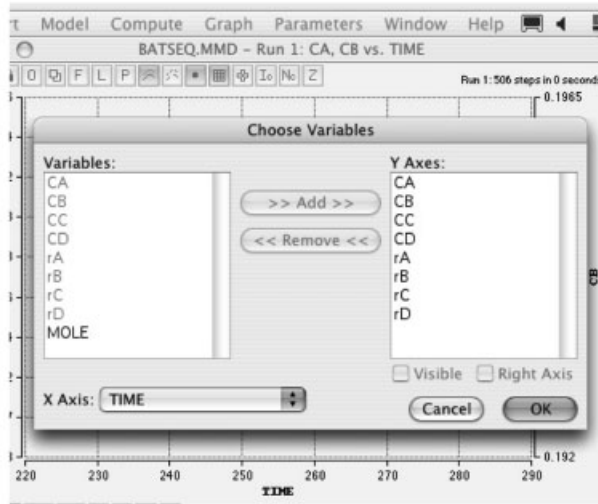 Model Compute Graph Parameters Window Help
BATSEQ.MMD - Run 1: CA, CB vs. TIME
O F L P Io No Z
Run 1: 506 steps in 0 seconds
0.1965
Choose Variables
Variables:
CA
CB
CC
CD
rA
rB
rC
rD
MOLE
>> Add >>
<< Remove <<
Y Axes:
CA
CB
CC
CD
rA
rB
rC
rD
Visible Right Axis
X Axis: TIME
Cancel OK
CB
0.192
220 230 240 250 260 270 280 290
TIME